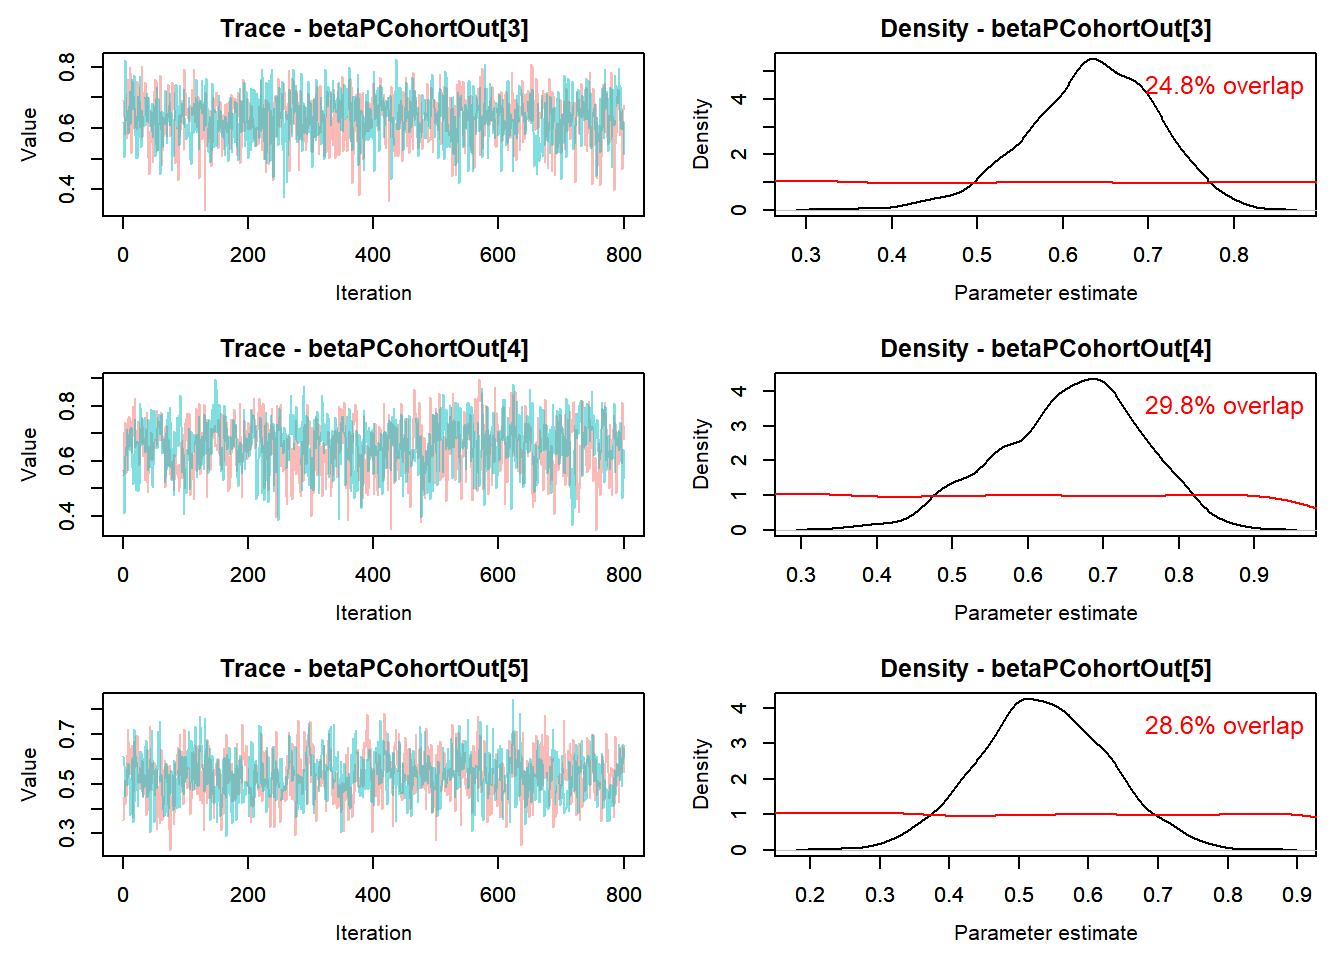 Trace - betaPCohortOut[3]
Value
0.4 0.6 0.8
0 200 400 600 800
Iteration
Density - betaPCohortOut[3]
24.8% overlap
Density
0 2 4
0.3 0.4 0.5 0.6 0.7 0.8
Parameter estimate
Trace - betaPCohortOut[4]
Value
0.4 0.6 0.8
0 200 400 600 800
Iteration
Density - betaPCohortOut[4]
29.8% overlap
Density
0 1 2 3 4
0.3 0.4 0.5 0.6 0.7 0.8 0.9
Parameter estimate
Trace - betaPCohortOut[5]
Value
0.3 0.5 0.7
0 200 400 600 800
Iteration
Density - betaPCohortOut[5]
28.6% overlap
Density
0 1 2 3 4
0.2 0.3 0.4 0.5 0.6 0.7 0.8 0.9
Parameter estimate